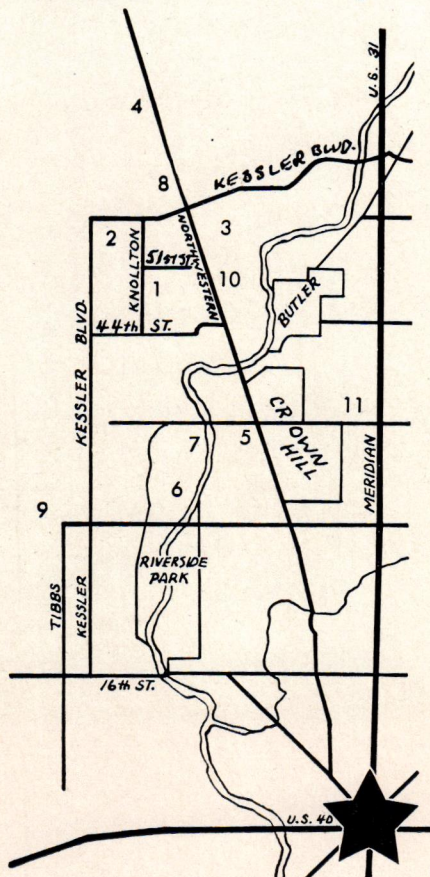 U.S. 31
4
8
KESSLER BLVD.
3
2
KNOLLTON
51ST ST.
NORTHWESTERN
1
10
BUTLER
44th ST.
KESSLER BLVD.
CROWN HILL
11
5
7
MERIDIAN
6
9
RIVERSIDE
PARK
TIBBS
KESSLER
16th ST.
U.S. 40